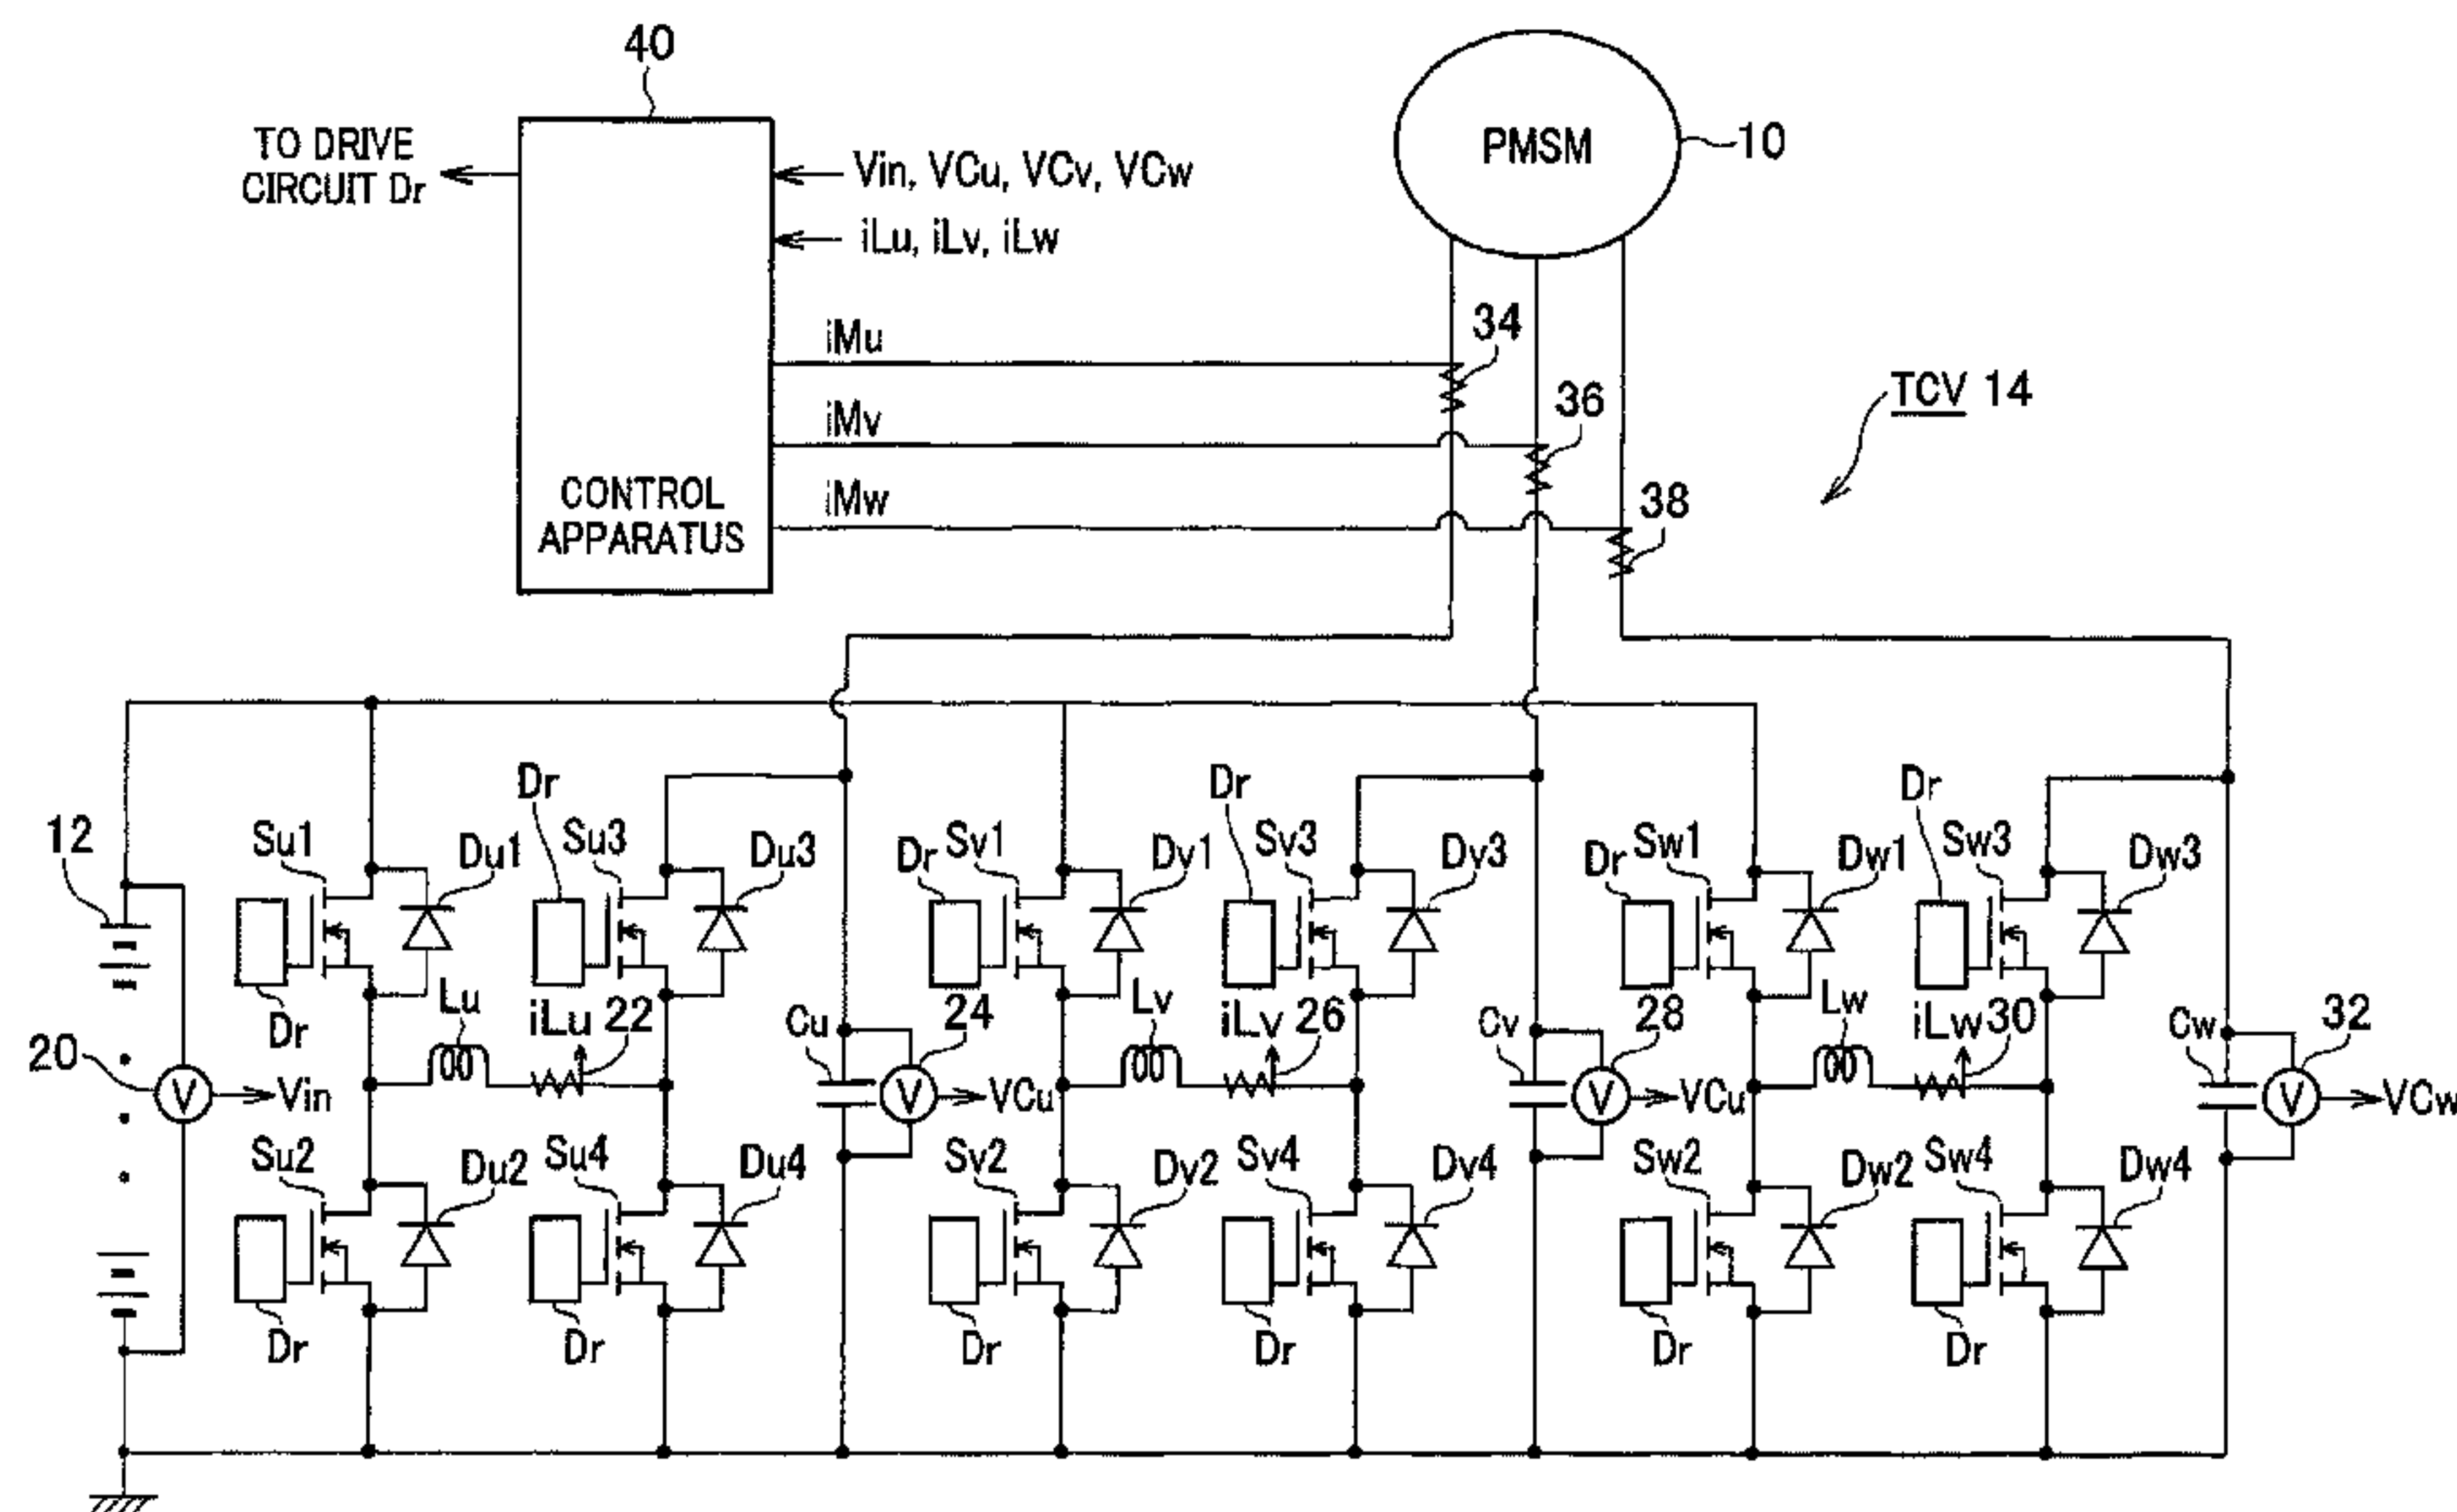 40
TO DRIVE
CIRCUIT Dr
Vin, VCu, VCv, VCw
iLu, iLv, iLw
PMSM
10
iMu
iMv
iMw
34
36
38
TCV 14
CONTROL
APPARATUS
12
Su1
Du1
Dr
Su3
Du3
Dr
Sv1
Dv1
Dr
Sv3
Dv3
Dr
Sw1
Dw1
Dr
Sw3
Dw3
Dr
Lu
iLu 22
Cu
24
Lv
iLv 26
Cv
28
Lw
iLw 30
Cw
32
20
V
Vin
V
VCu
V
VCu
V
VCw
Su2
Du2
Su4
Du4
Sv2
Dv2
Sv4
Dv4
Sw2
Dw2
Sw4
Dw4
Dr
Dr
Dr
Dr
Dr
Dr